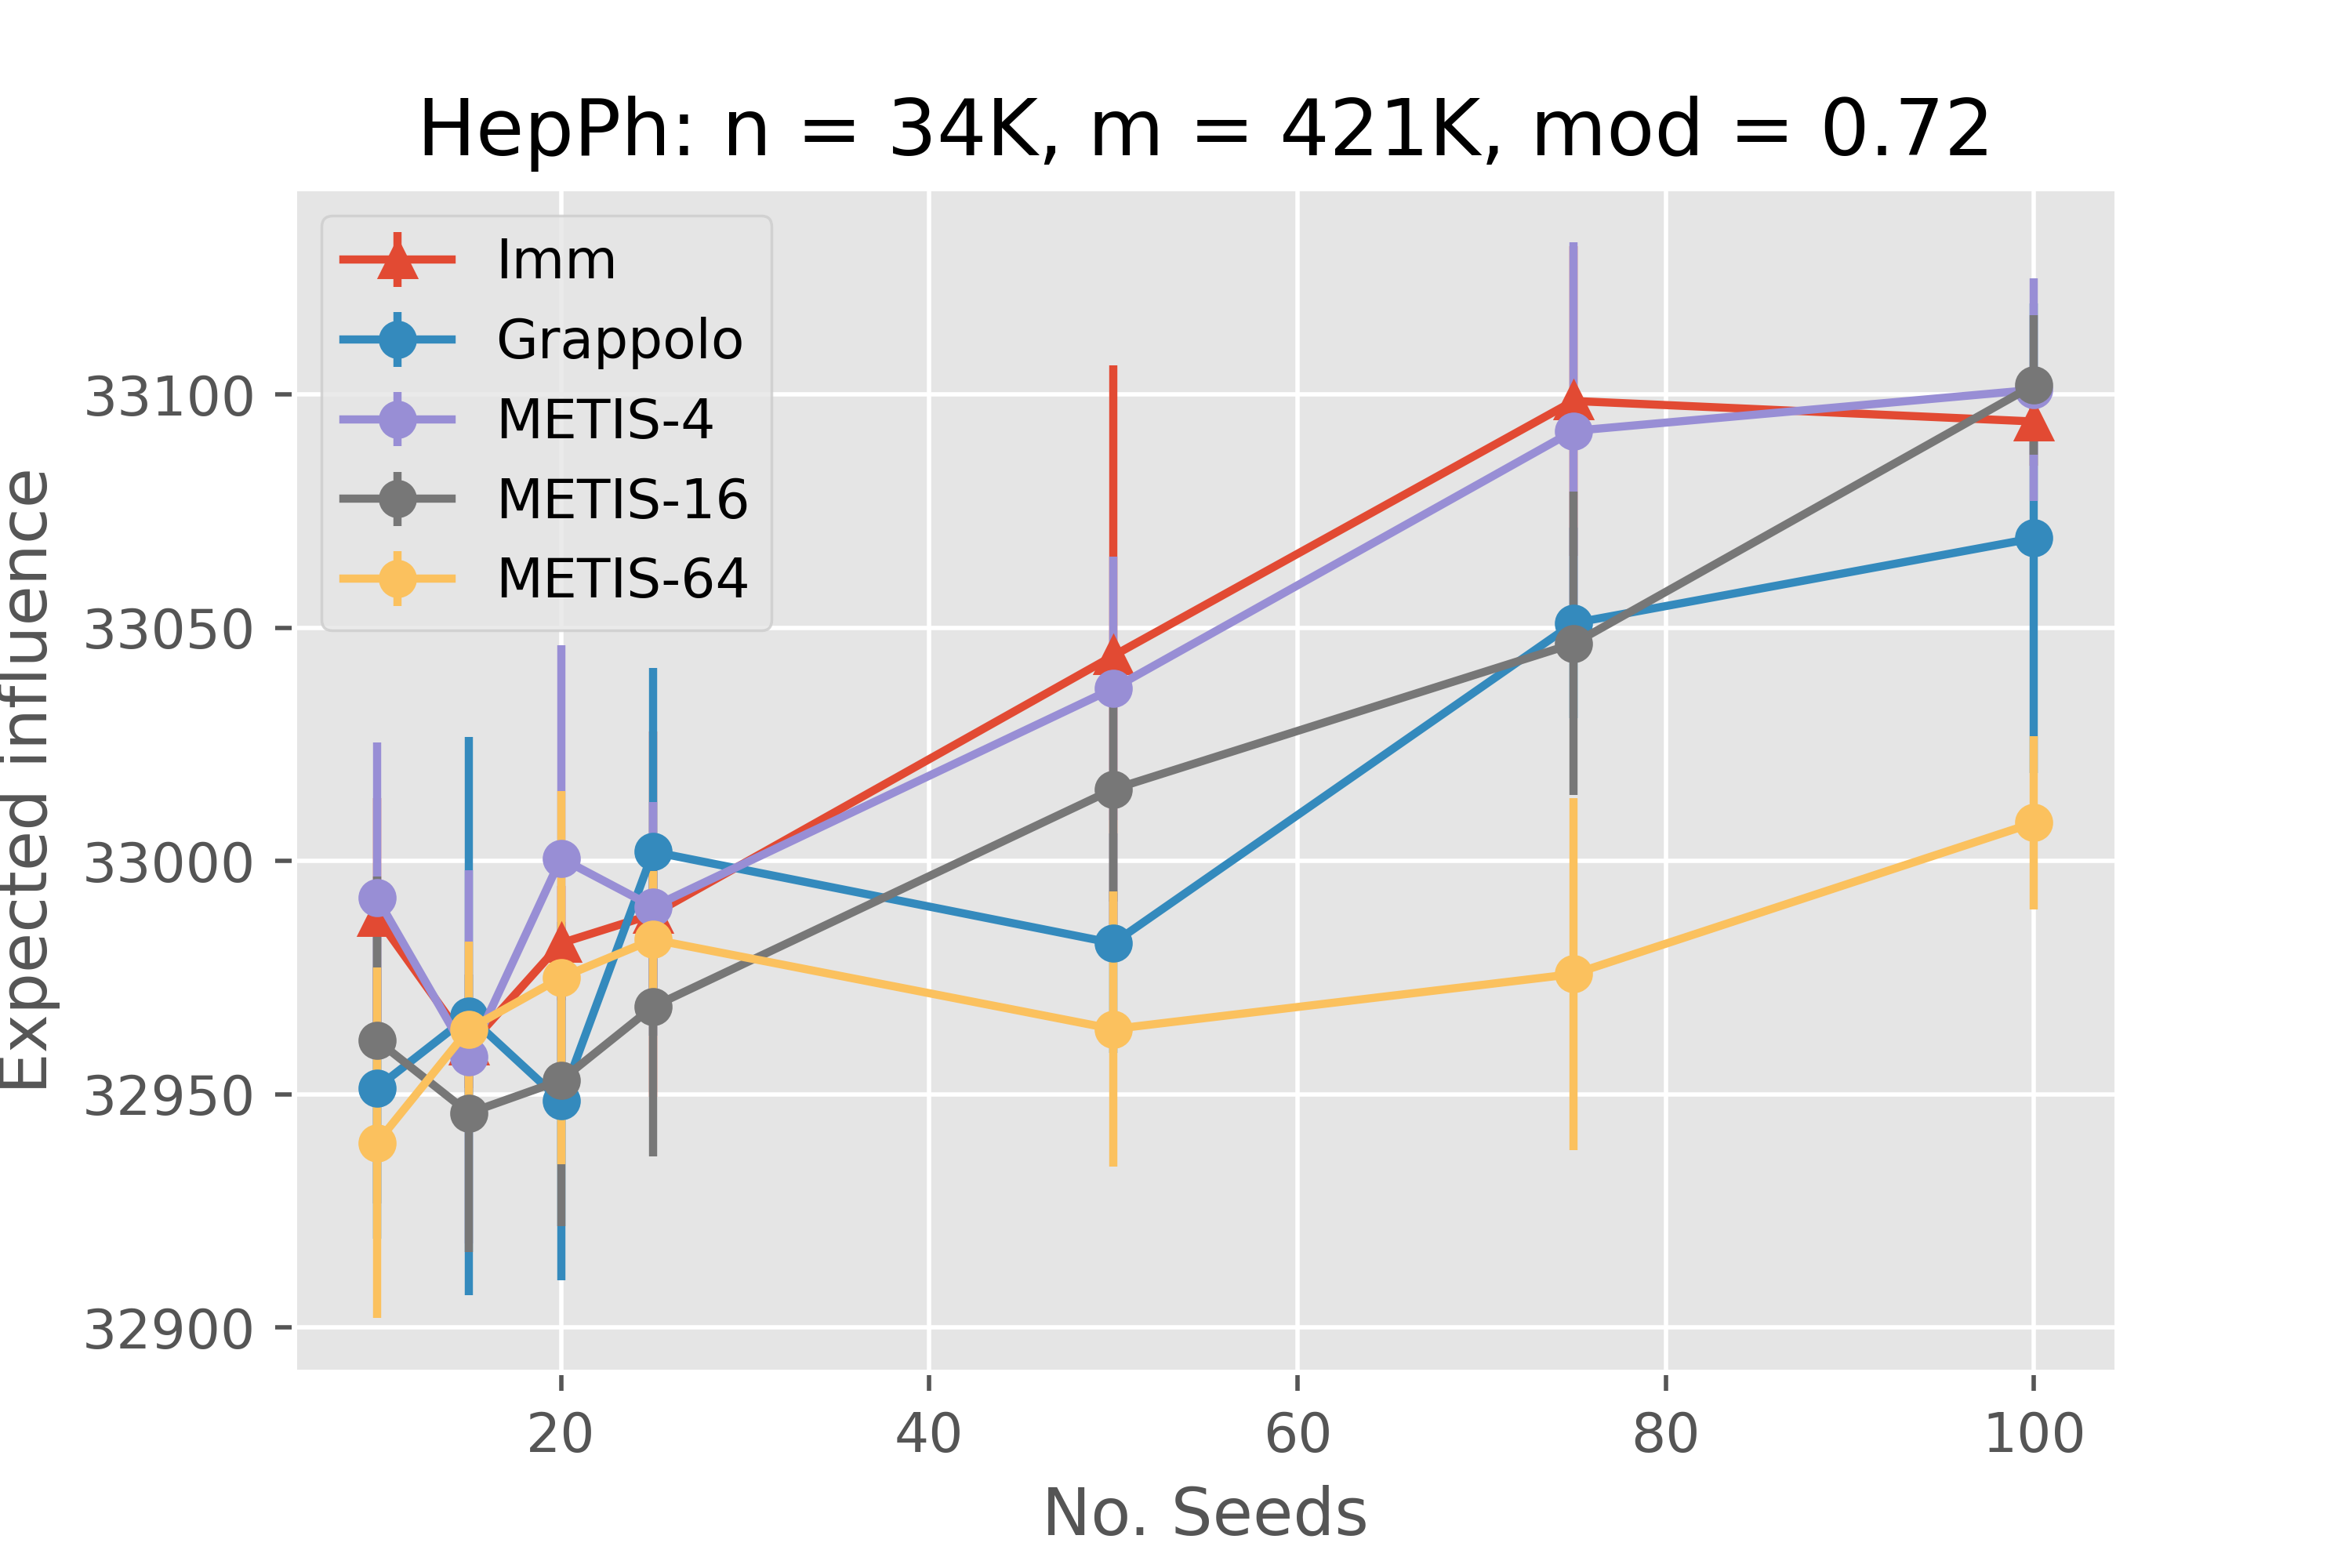 HepPh: n = 34K, m = 421K, mod = 0.72
Imm
Grappolo
METIS-4
METIS-16
METIS-64
Expected influence
33100
33050
33000
32950
32900
20 40 60 80 100
No. Seeds